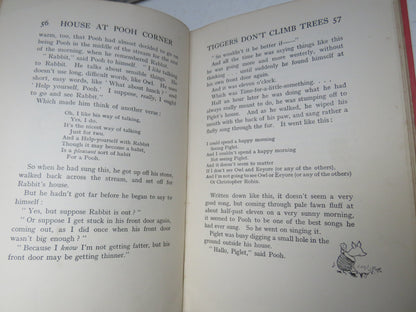 56 HOUSE AT POOH CORNER
warm, too, that Pooh had almost decided to go on
being Pooh in the middle of the stream for the rest
of the morning, when he remembered Rabbit.
"Rabbit," said Pooh to himself. "I like talking
to Rabbit. He talks about sensible things. He
doesn't use long, difficult words, like Owl. He uses
short, easy words, like 'What about lunch?' and
'Help yourself, Pooh.' I suppose, really, I ought
to go and see Rabbit."
Which made him think of another verse:
Oh, I like his way of talking,
Yes, I do.
It's the nicest way of talking
Just for two.
And a Help-yourself with Rabbit
Though it may become a habit,
Is a pleasant sort of habit
For a Pooh.
So when he had sung this, he got up off his stone,
walked back across the stream, and set off for
Rabbit's house.
But he hadn't got far before he began to say to
himself:
"Yes, but suppose Rabbit is out?"
"Or suppose I get stuck in his front door again,
coming out, as I did once when his front door
wasn't big enough?"
"Because I know I'm not getting fatter, but his
front door may be getting thinner."
TIGGERS DON'T CLIMB TREES 57
"So wouldn't it be better if——"
And all the time he was saying things like this
he was going more and more westerly, without
thinking . . . until suddenly he found himself at
his own front door again.
And it was eleven o'clock.
Which was Time-for-a-little-something. . . .
Half an hour later he was doing what he had
always really meant to do, he was stumping off to
Piglet's house. And as he walked, he wiped his
mouth with the back of his paw, and sang rather a
fluffy song through the fur. It went like this:
I could spend a happy morning
Seeing Piglet.
And I couldn't spend a happy morning
Not seeing Piglet.
And it doesn't seem to matter
If I don't see Owl and Eeyore (or any of the others),
And I'm not going to see Owl or Eeyore (or any of the others)
Or Christopher Robin.
Written down like this, it doesn't seem a very
good song, but coming through pale fawn fluff at
about half-past eleven on a very sunny morning,
it seemed to Pooh to be one of the best songs he
had ever sung. So he went on singing it.
Piglet was busy digging a small hole in the
ground outside his house.
"Hallo, Piglet," said Pooh.